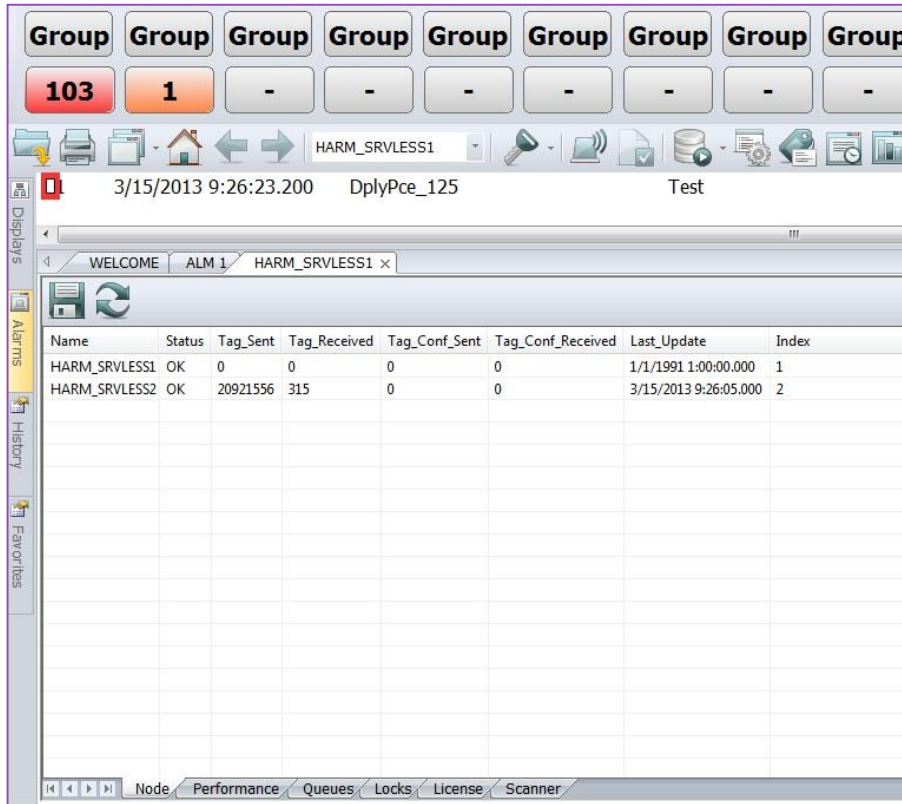 Group Group Group Group Group Group Group Group Group
103 1 - - - - - - -
HARM_SRVLESS1
1 3/15/2013 9:26:23.200 DplyPce_125 Test
Displays
WELCOME ALM 1 HARM_SRVLESS1
Alarms
Name Status Tag_Sent Tag_Received Tag_Conf_Sent Tag_Conf_Received Last_Update Index
HARM_SRVLESS1 OK 0 0 0 0 1/1/1991 1:00:00.000 1
HARM_SRVLESS2 OK 20921556 315 0 0 3/15/2013 9:26:05.000 2
History
Favorites
Node Performance Queues Locks License Scanner